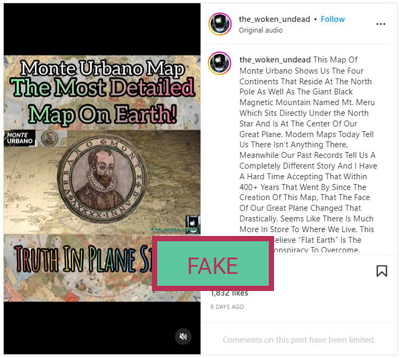 Monte Urbano Map
The Most Detailed
Map On Earth!
MONTE
URBANO
TRUTH IN PLANE
the_woken_undead • Follow
Original audio
the_woken_undead This Map Of
Monte Urbano Shows Us The Four
Continents That Reside At The North
Pole As Well As The Giant Black
Magnetic Mountain Named Mt. Meru
Which Sits Directly Under the North
Star And Is At The Center Of Our
Great Plane. Modern Maps Today Tell
Us There Isn't Anything There,
Meanwhile Our Past Records Tell Us A
Completely Different Story And I Have
A Hard Time Accepting That Within
400+ Years That Went By Since The
Creation Of This Map, That The Face
Of Our Great Plane Changed That
Drastically. Seems Like There Is Much
More In Store To Where We Live. This
elieve "Flat Earth" Is The
onspiracy To Overcome.
FAKE
1,832 likes
6 DAYS AGO
Comments on this post have been limited.